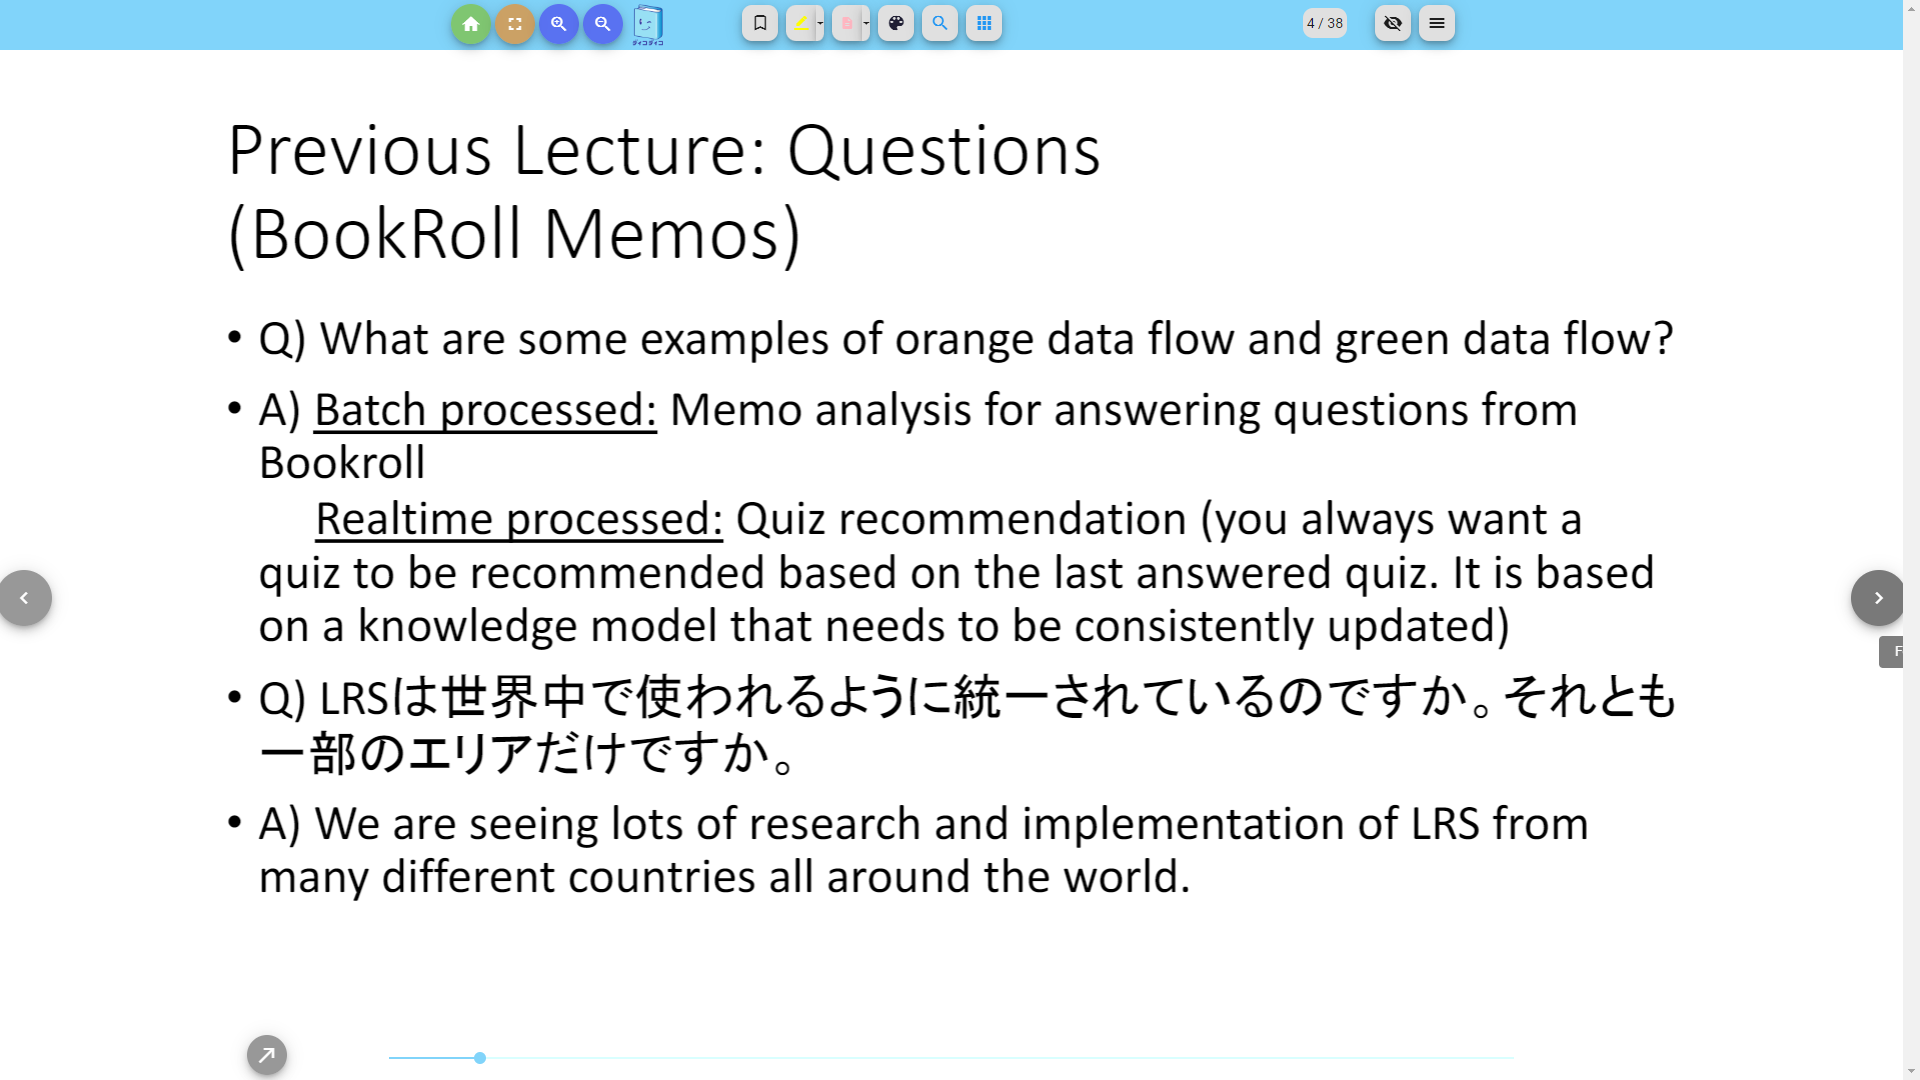 ダイコダイコ
4 / 38
Previous Lecture: Questions
(BookRoll Memos)
• Q) What are some examples of orange data flow and green data flow?
• A) Batch processed: Memo analysis for answering questions from
Bookroll
Realtime processed: Quiz recommendation (you always want a
quiz to be recommended based on the last answered quiz. It is based
on a knowledge model that needs to be consistently updated)
• Q) LRSは世界中で使われるように統一されているのですか。それとも
一部のエリアだけですか。
• A) We are seeing lots of research and implementation of LRS from
many different countries all around the world.
F